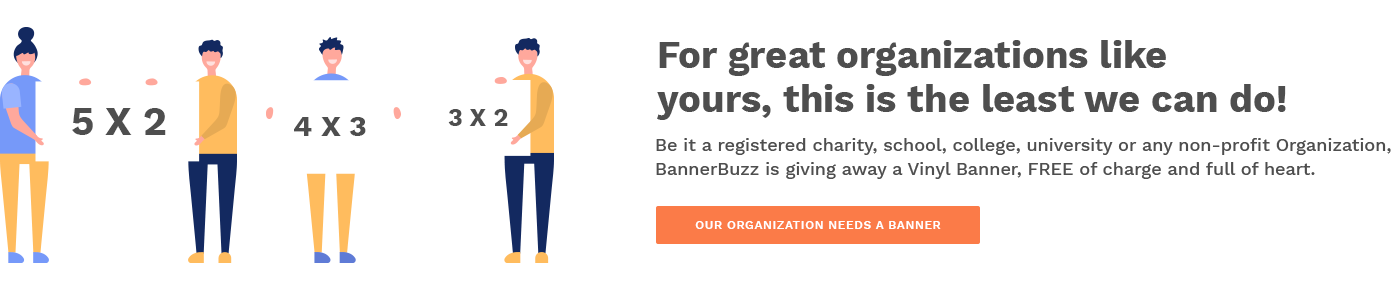 5 X 2
4 X 3
3 X 2
For great organizations like
yours, this is the least we can do!
Be it a registered charity, school, college, university or any non-profit Organization,
BannerBuzz is giving away a Vinyl Banner, FREE of charge and full of heart.
OUR ORGANIZATION NEEDS A BANNER